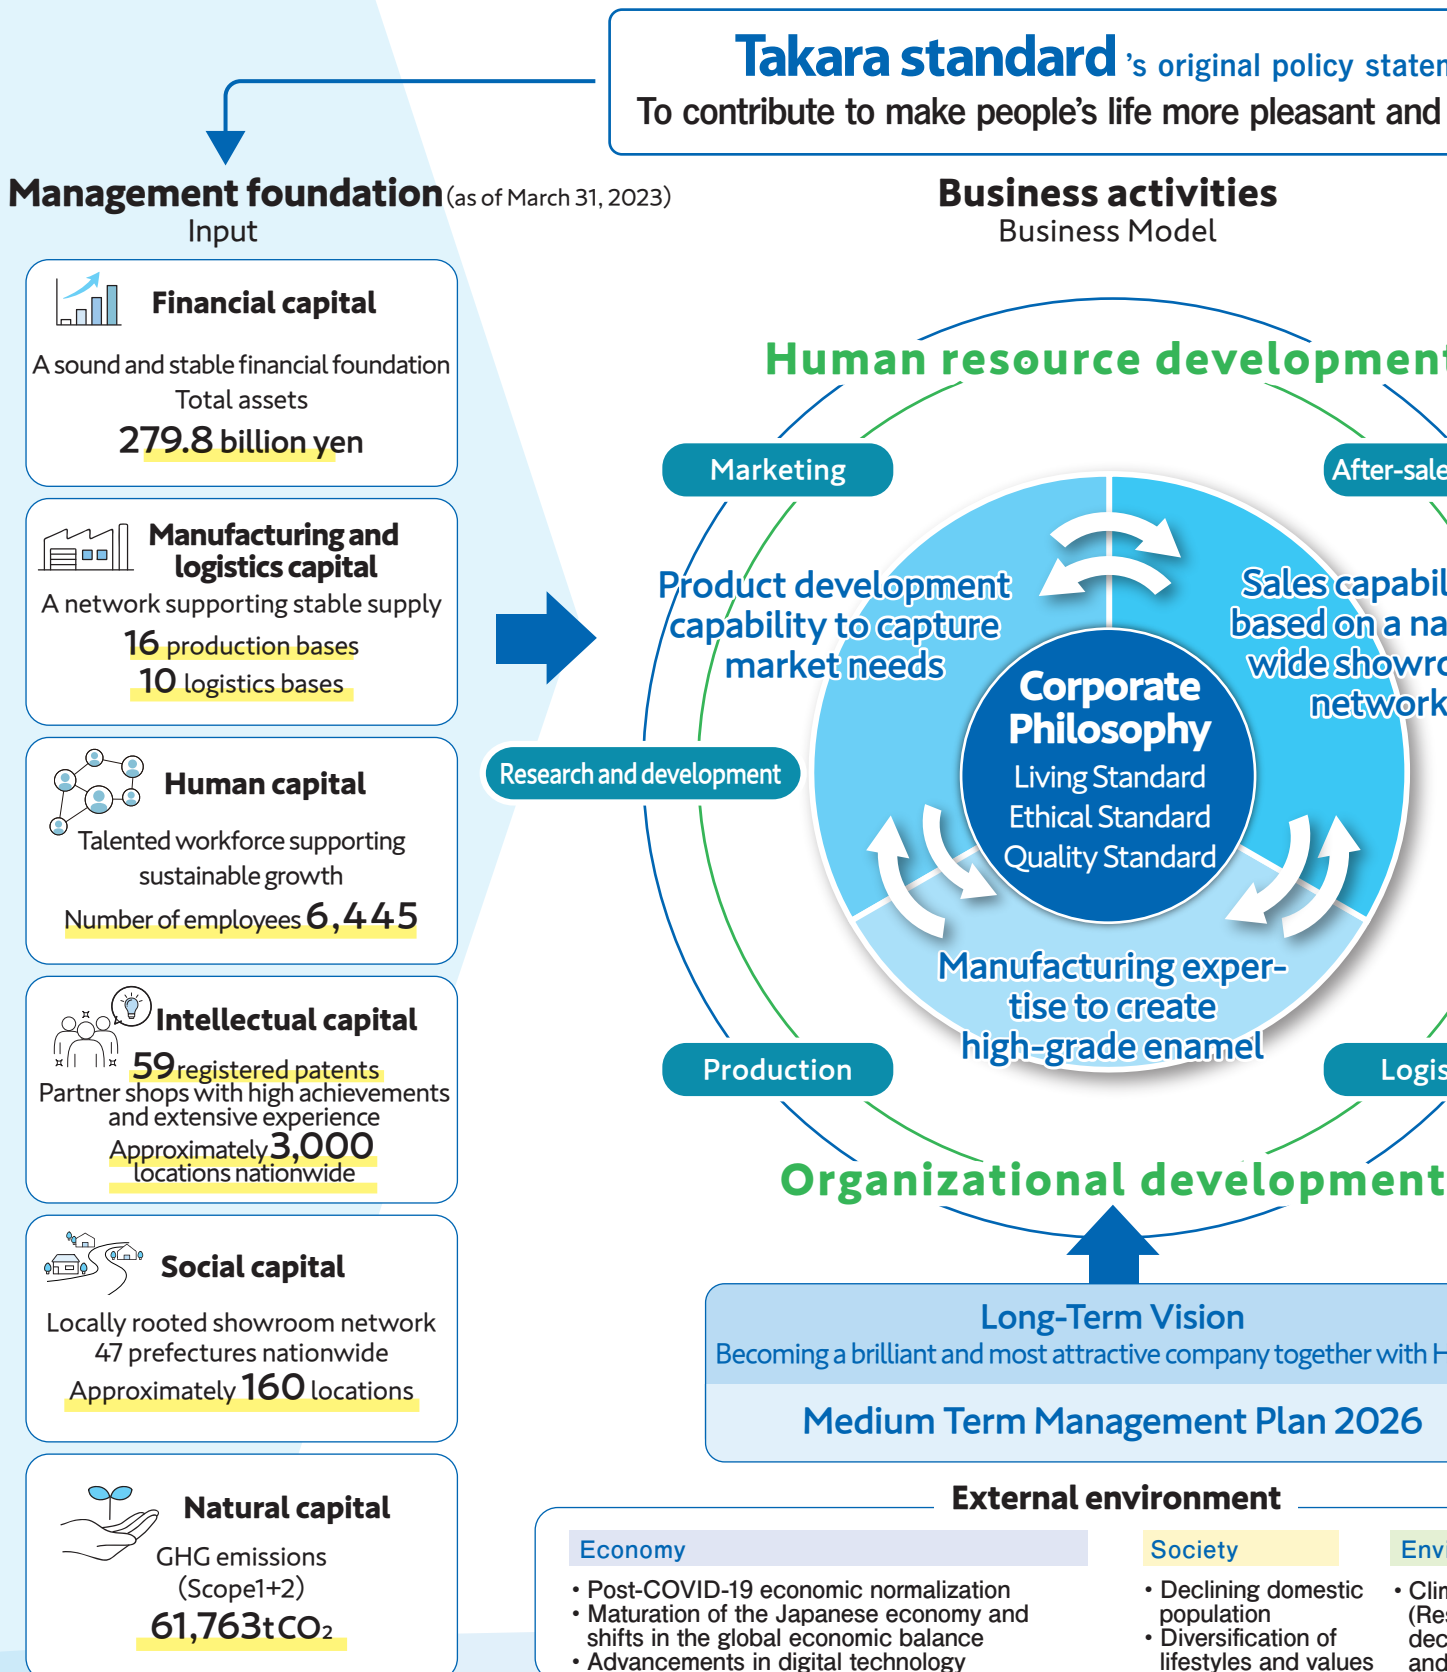 Takara standard 's original policy
To contribute to make people's life more pleasant and
Management foundation (as of March 31, 2023)
Input
Financial capital
A sound and stable financial foundation
Total assets
279.8 billion yen
Manufacturing and
logistics capital
A network supporting stable supply
16 production bases
10 logistics bases
Human capital
Talented workforce supporting
sustainable growth
Number of employees 6,445
Intellectual capital
59 registered patents
Partner shops with high achievements
and extensive experience
Approximately 3,000
locations nationwide
Social capital
Locally rooted showroom network
47 prefectures nationwide
Approximately 160 locations
Natural capital
GHG emissions
(Scope1+2)
61,763t CO₂
Business activities
Business Model
Human resource development
Marketing
After-sale
Product development
capability to capture
market needs
Sales
based on a
wide
network
Research and development
Corporate
Philosophy
Living Standard
Ethical Standard
Quality Standard
Manufacturing exper-
tise to create
high-grade enamel
Production
Organizational development
Long-Term Vision
Becoming a brilliant and most attractive company together with
Medium Term Management Plan 2026
External environment
Economy
• Post-COVID-19 economic normalization
• Maturation of the Japanese economy and
shifts in the global economic balance
• Advancements in digital technology
Society
• Declining domestic
population
• Diversification of
lifestyles and values
and